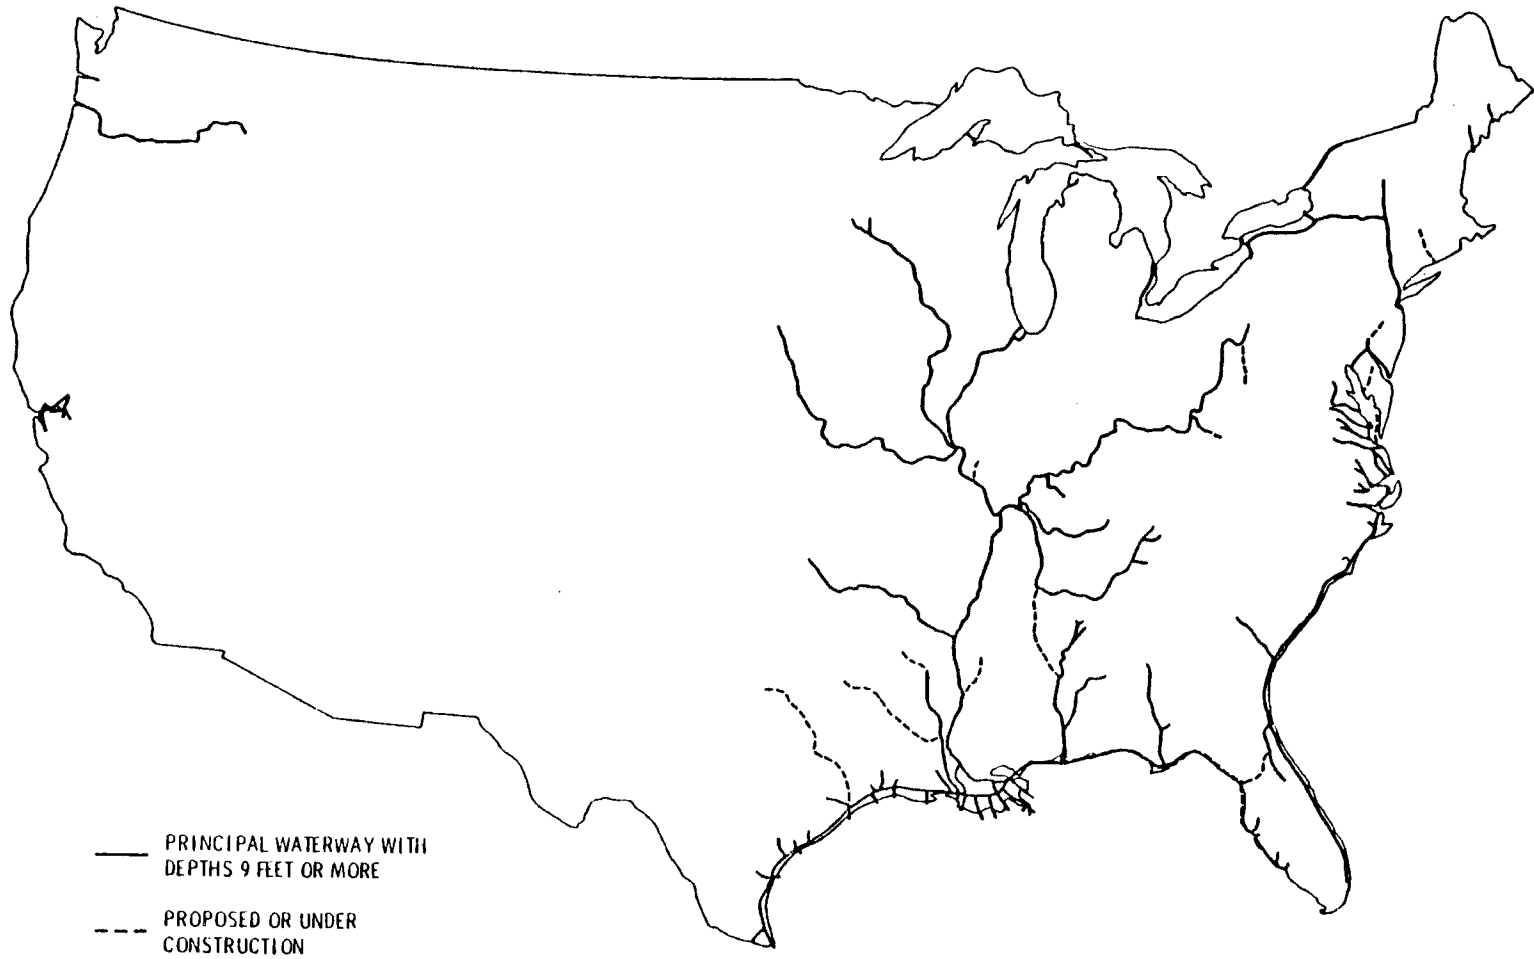 PRINCIPAL WATERWAY WITH
DEPTHS 9 FEET OR MORE
PROPOSED OR UNDER
CONSTRUCTION